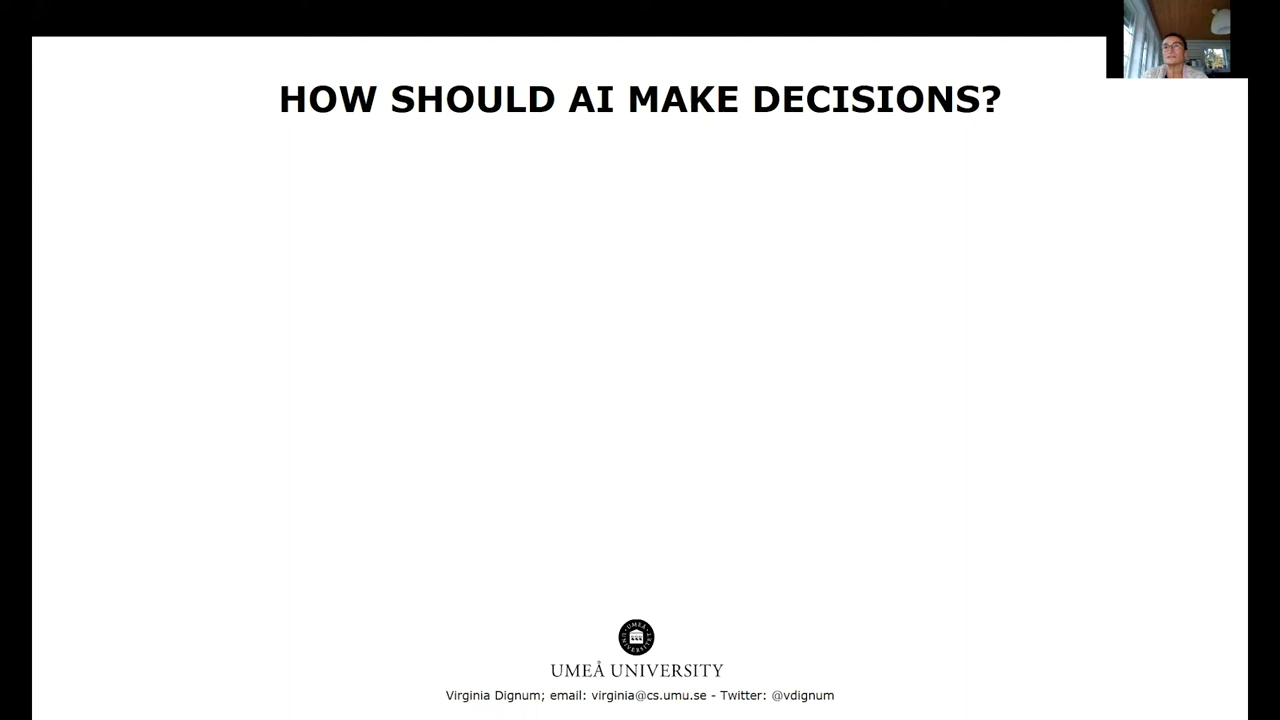 HOW SHOULD AI MAKE DECISIONS?
UMEÅ UNIVERSITY
Virginia Dignum; email: virginia@cs.umu.se - Twitter: @vdignum